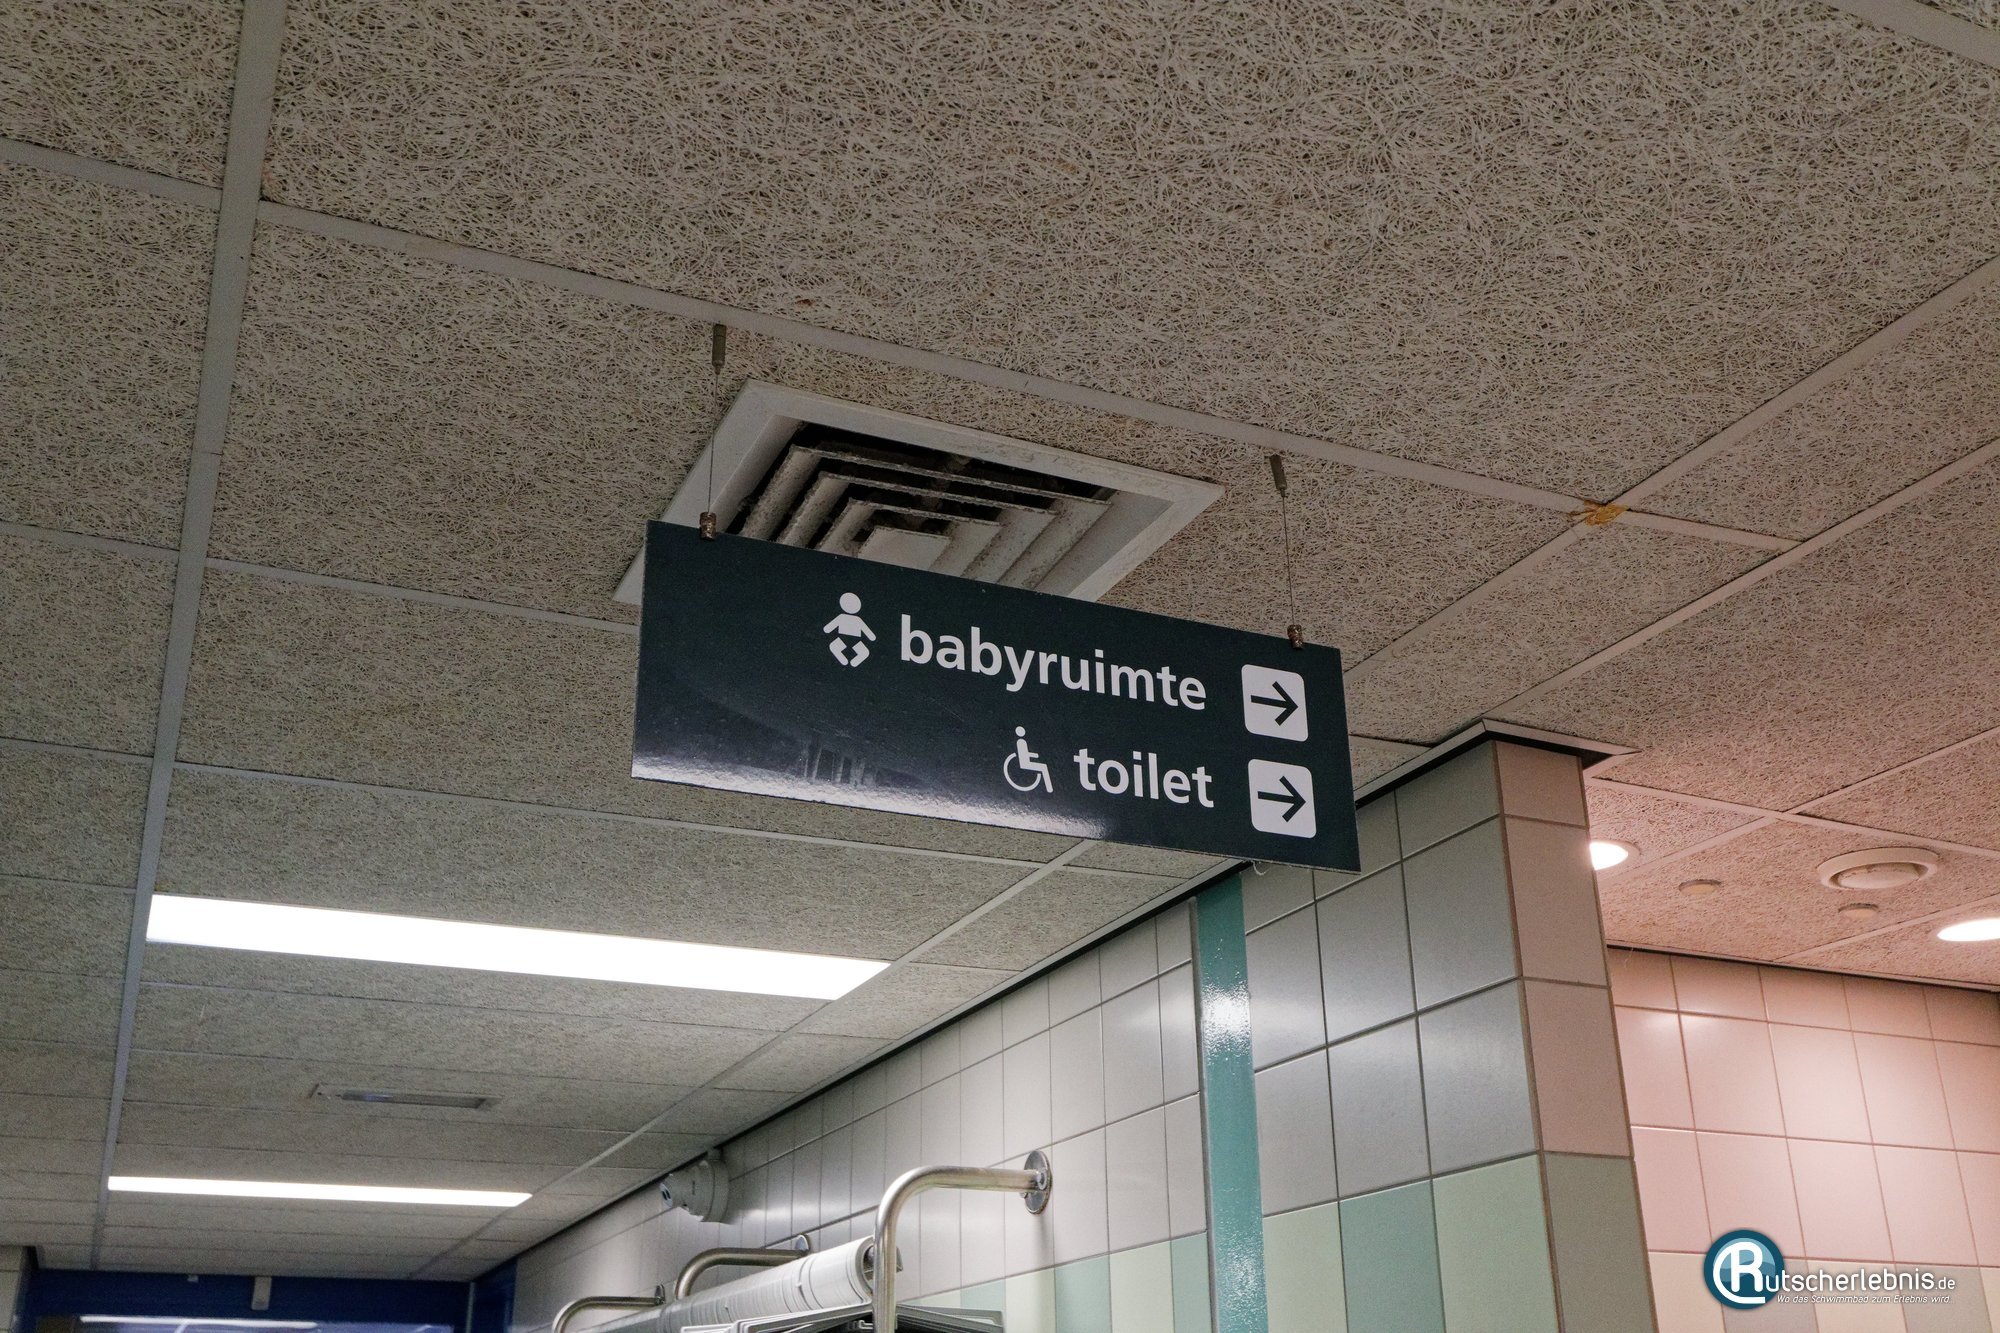 babyruimte
toilet
Rutscherlebnis.de
Wo das Schwimmbad zum Erlebnis wird.